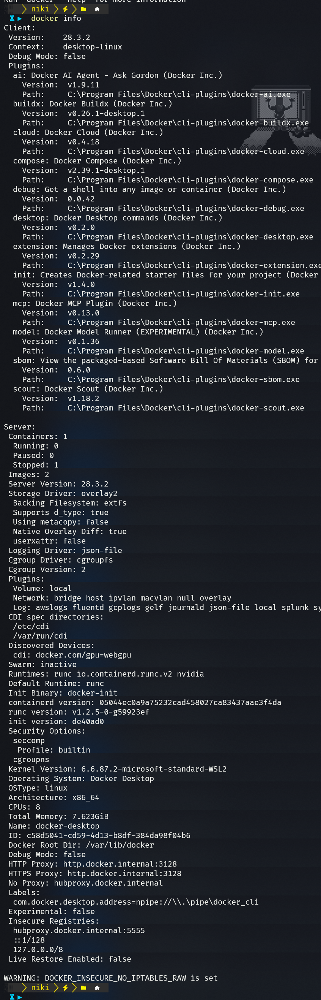 Run 'docker --help' for more information
niki
docker info
Client:
 Version:    28.3.2
 Context:    desktop-linux
 Debug Mode: false
 Plugins:
  ai: Docker AI Agent - Ask Gordon (Docker Inc.)
    Version:  v1.9.11
    Path:     C:\Program Files\Docker\cli-plugins\docker-ai.exe
  buildx: Docker Buildx (Docker Inc.)
    Version:  v0.26.1-desktop.1
    Path:     C:\Program Files\Docker\cli-plugins\docker-buildx.exe
  cloud: Docker Cloud (Docker Inc.)
    Version:  v0.4.18
    Path:     C:\Program Files\Docker\cli-plugins\docker-cloud.exe
  compose: Docker Compose (Docker Inc.)
    Version:  v2.39.1-desktop.1
    Path:     C:\Program Files\Docker\cli-plugins\docker-compose.exe
  debug: Get a shell into any image or container (Docker Inc.)
    Version:  0.0.42
    Path:     C:\Program Files\Docker\cli-plugins\docker-debug.exe
  desktop: Docker Desktop commands (Docker Inc.)
    Version:  v0.2.0
    Path:     C:\Program Files\Docker\cli-plugins\docker-desktop.exe
  extension: Manages Docker extensions (Docker Inc.)
    Version:  v0.2.29
    Path:     C:\Program Files\Docker\cli-plugins\docker-extension.exe
  init: Creates Docker-related starter files for your project (Docker
    Version:  v1.4.0
    Path:     C:\Program Files\Docker\cli-plugins\docker-init.exe
  mcp: Docker MCP Plugin (Docker Inc.)
    Version:  v0.13.0
    Path:     C:\Program Files\Docker\cli-plugins\docker-mcp.exe
  model: Docker Model Runner (EXPERIMENTAL) (Docker Inc.)
    Version:  v0.1.36
    Path:     C:\Program Files\Docker\cli-plugins\docker-model.exe
  sbom: View the packaged-based Software Bill Of Materials (SBOM) for
    Version:  0.6.0
    Path:     C:\Program Files\Docker\cli-plugins\docker-sbom.exe
  scout: Docker Scout (Docker Inc.)
    Version:  v1.18.2
    Path:     C:\Program Files\Docker\cli-plugins\docker-scout.exe

Server:
 Containers: 1
  Running: 0
  Paused: 0
  Stopped: 1
 Images: 2
 Server Version: 28.3.2
 Storage Driver: overlay2
  Backing Filesystem: extfs
  Supports d_type: true
  Using metacopy: false
  Native Overlay Diff: true
  userxattr: false
 Logging Driver: json-file
 Cgroup Driver: cgroupfs
 Cgroup Version: 2
 Plugins:
  Volume: local
  Network: bridge host ipvlan macvlan null overlay
  Log: awslogs fluentd gcplogs gelf journald json-file local splunk sy
 CDI spec directories:
  /etc/cdi
  /var/run/cdi
 Discovered Devices:
  cdi: docker.com/gpu=webgpu
 Swarm: inactive
 Runtimes: runc io.containerd.runc.v2 nvidia
 Default Runtime: runc
 Init Binary: docker-init
 containerd version: 05044ec0a9a75232cad458027ca83437aae3f4da
 runc version: v1.2.5-0-g59923ef
 init version: de40ad0
 Security Options:
  seccomp
   Profile: builtin
  cgroupns
 Kernel Version: 6.6.87.2-microsoft-standard-WSL2
 Operating System: Docker Desktop
 OSType: linux
 Architecture: x86_64
 CPUs: 8
 Total Memory: 7.623GiB
 Name: docker-desktop
 ID: c58d5041-cd59-4d13-b8df-384da98f04b6
 Docker Root Dir: /var/lib/docker
 Debug Mode: false
 HTTP Proxy: http.docker.internal:3128
 HTTPS Proxy: http.docker.internal:3128
 No Proxy: hubproxy.docker.internal
 Labels:
  com.docker.desktop.address=npipe://\\.\pipe\docker_cli
 Experimental: false
 Insecure Registries:
  hubproxy.docker.internal:5555
  ::1/128
  127.0.0.0/8
 Live Restore Enabled: false

WARNING: DOCKER_INSECURE_NO_IPTABLES_RAW is set
niki